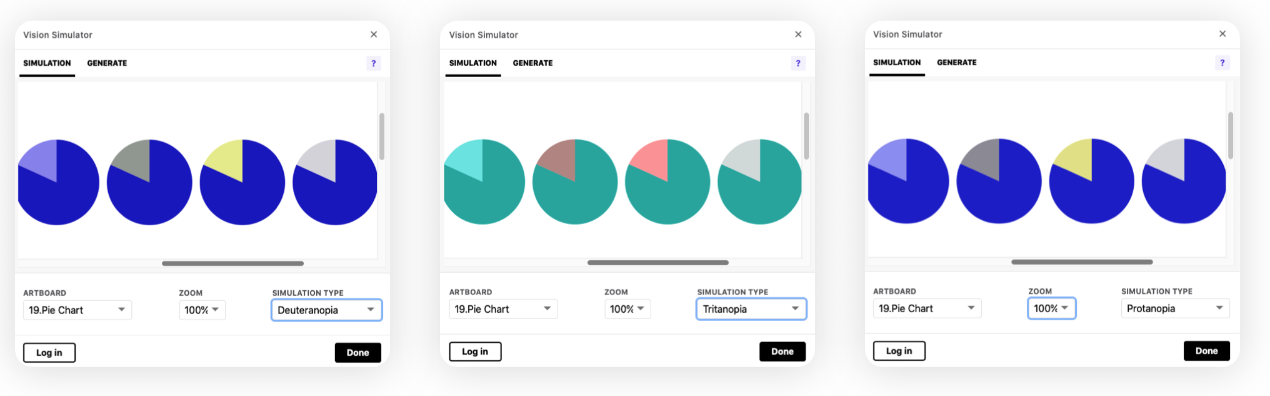 Vision Simulator ×
SIMULATION GENERATE ?
ARTBOARD ZOOM SIMULATION TYPE
19.Pie Chart 100% Deuteranopia
Log in Done
Vision Simulator ×
SIMULATION GENERATE ?
ARTBOARD ZOOM SIMULATION TYPE
19.Pie Chart 100% Tritanopia
Log in Done
Vision Simulator ×
SIMULATION GENERATE ?
ARTBOARD ZOOM SIMULATION TYPE
19.Pie Chart 100% Protanopia
Log in Done